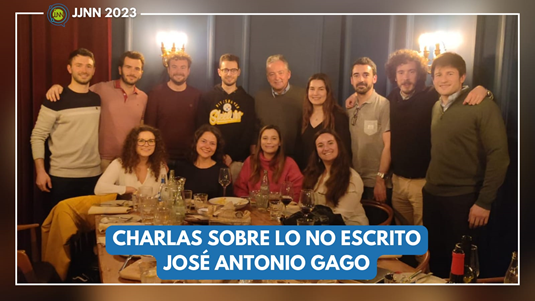 JJNN 2023
CHARLAS SOBRE LO NO ESCRITO
JOSÉ ANTONIO GAGO